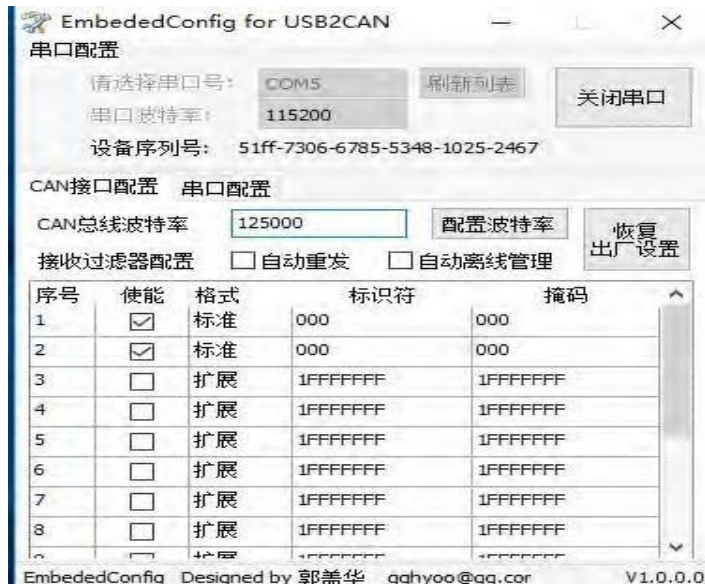 EmbededConfig for USB2CAN
串口配置
请选择串口号: COM5 刷新列表
关闭串口
串口波特率: 115200
设备序列号: 51ff-7306-6785-5348-1025-2467
CAN接口配置 串口配置
CAN总线波特率 125000 配置波特率
恢复
出厂设置
接收过滤器配置 自动重发 自动离线管理
序号 使能 格式 标识符 掩码
1 标准 000 000
2 标准 000 000
3 扩展 1FFFFFFF 1FFFFFFF
4 扩展 1FFFFFFF 1FFFFFFF
5 扩展 1FFFFFFF 1FFFFFFF
6 扩展 1FFFFFFF 1FFFFFFF
7 扩展 1FFFFFFF 1FFFFFFF
8 扩展 1FFFFFFF 1FFFFFFF
EmbededConfig Designed by 郭盖华 qghyoo@qq.cor V1.0.0.0